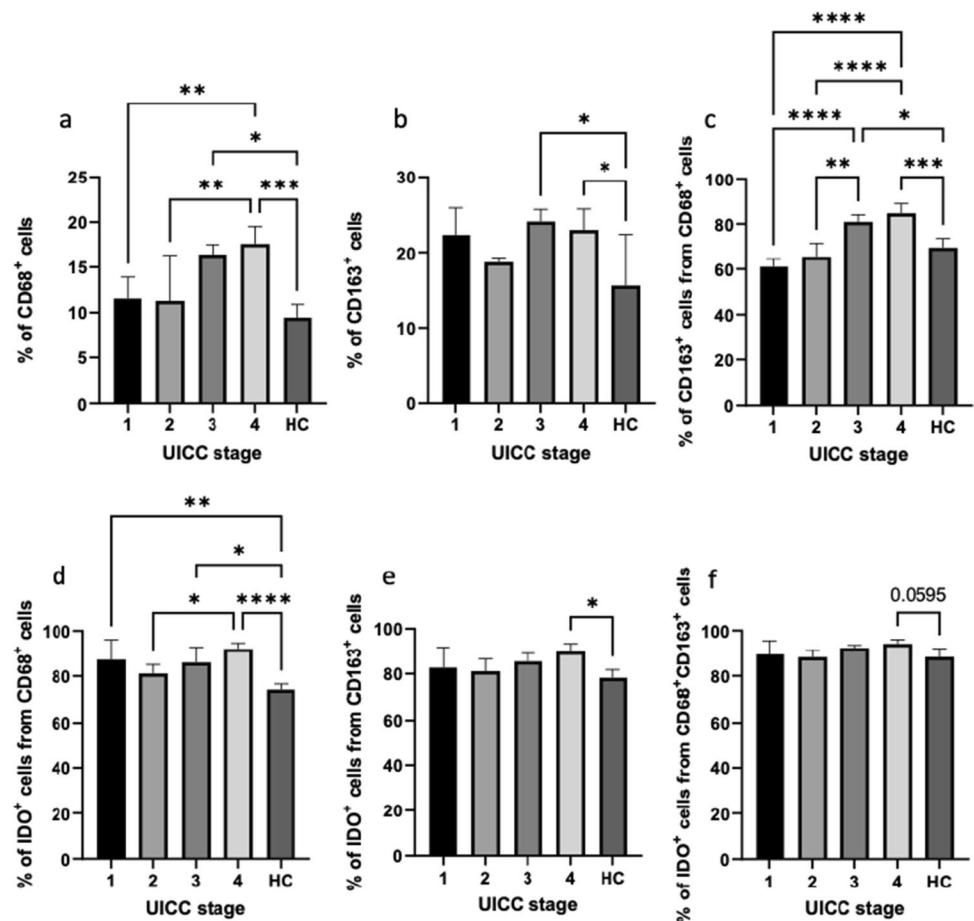 a
**
*
**
***
% of CD68⁺ cells
25
20
15
10
5
0
1 2 3 4 HC
UICC stage
b
*
*
% of CD163⁺ cells
30
20
10
0
1 2 3 4 HC
UICC stage
c
****
****
****
*
**
***
% of CD163⁺ cells from CD68⁺ cells
100
80
60
40
20
0
1 2 3 4 HC
UICC stage
d
**
*
*
****
% of IDO⁺ cells from CD68⁺ cells
100
80
60
40
20
0
1 2 3 4 HC
UICC stage
e
*
% of IDO⁺ cells from CD163⁺ cells
100
80
60
40
20
0
1 2 3 4 HC
UICC stage
f
0.0595
% of IDO⁺ cells from CD68⁺CD163⁺ cells
100
80
60
40
20
0
1 2 3 4 HC
UICC stage